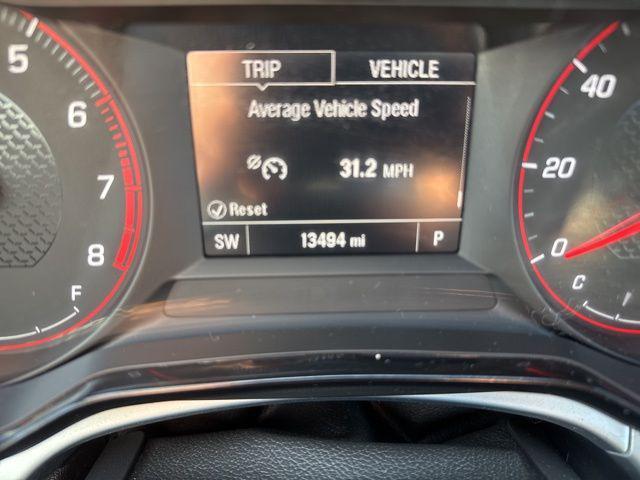 TRIP VEHICLE
Average Vehicle Speed
31.2 MPH
Reset
SW 13494 mi P
5
6
7
8
F
40
20
0
C